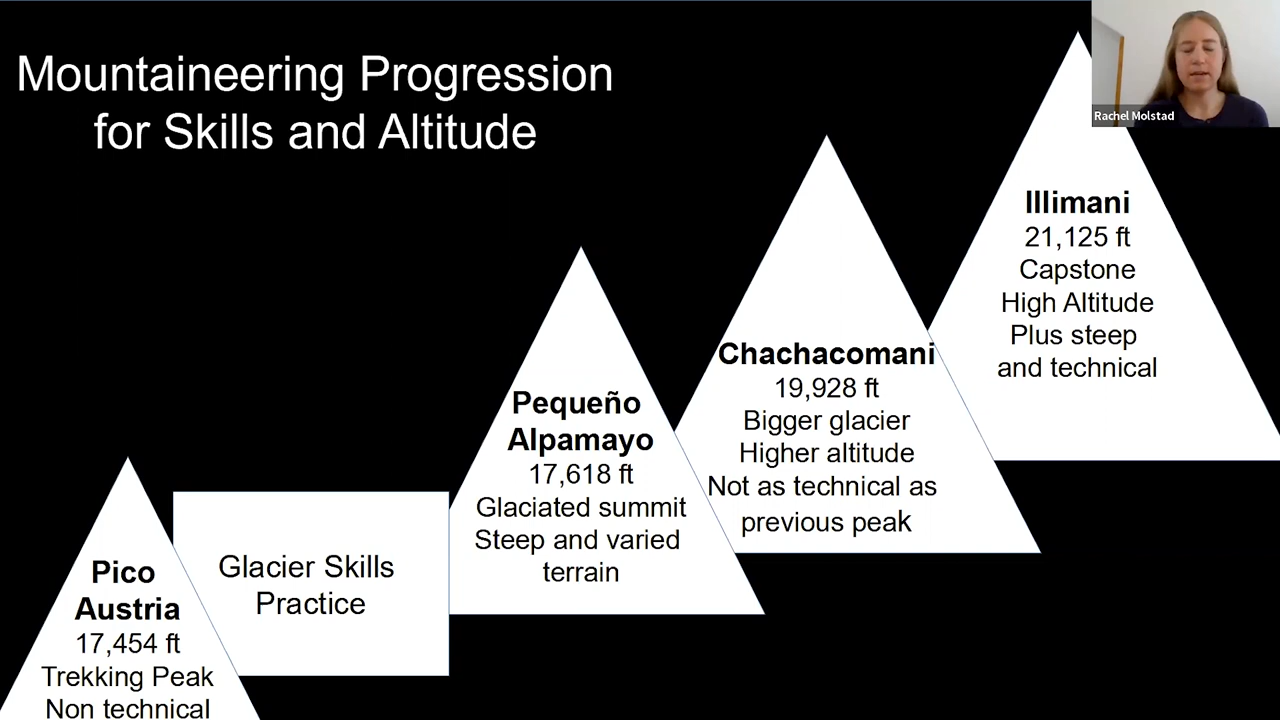 Mountaineering Progression
for Skills and Altitude
Rachel Molstad
Illimani
21,125 ft
Capstone
High Altitude
Plus steep
and technical
Chachacomani
19,928 ft
Bigger glacier
Higher altitude
Not as technical as
previous peak
Pequeño
Alpamayo
17,618 ft
Glaciated summit
Steep and varied
terrain
Glacier Skills
Practice
Pico
Austria
17,454 ft
Trekking Peak
Non technical